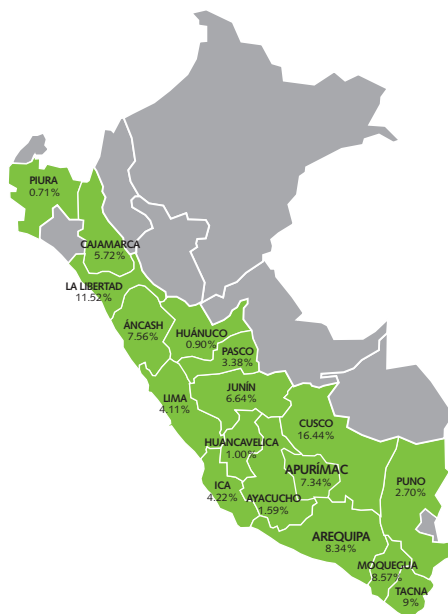 PIURA
0.71%
CAJAMARCA
5.72%
LA LIBERTAD
11.52%
ÁNCASH
7.56%
HUÁNUCO
0.90%
PASCO
3.38%
LIMA
4.11%
JUNÍN
6.64%
CUSCO
16.44%
HUANCAVELICA
1.00%
APURÍMAC
7.34%
ICA
4.22%
AYACUCHO
1.59%
PUNO
2.70%
AREQUIPA
8.34%
MOQUEGUA
8.57%
TACNA
9%